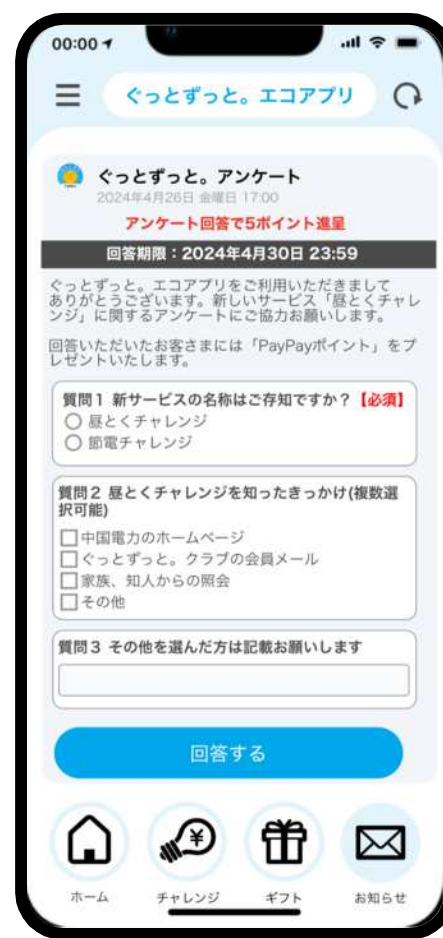 00:00
ぐっとずっと。エコアプリ
ぐっとずっと。アンケート
2024年4月26日 金曜日 17:00
アンケート回答で5ポイント進呈
回答期限：2024年4月30日 23:59
ぐっとずっと。エコアプリをご利用いただきまして
ありがとうございます。新しいサービス「昼とくチャレ
ンジ」に関するアンケートにご協力お願いします。
回答いただいたお客さまには「PayPayポイント」をプ
レゼントいたします。
質問1 新サービスの名称はご存知ですか？【必須】
昼とくチャレンジ
節電チャレンジ
質問2 昼とくチャレンジを知ったきっかけ(複数選
択可能)
中国電力のホームページ
ぐっとずっと。クラブの会員メール
家族、知人からの照会
その他
質問3 その他を選んだ方は記載お願いします
回答する
ホーム
チャレンジ
ギフト
お知らせ